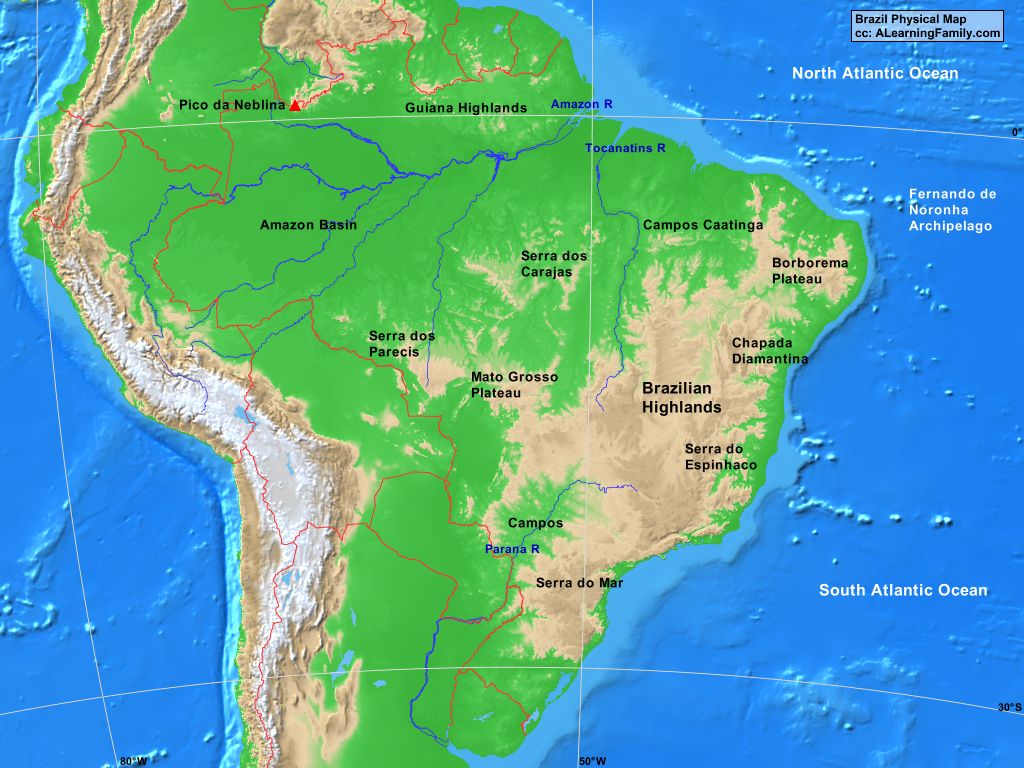 Brazil Physical Map
cc: ALearningFamily.com
North Atlantic Ocean
Pico da Neblina
Guiana Highlands
Amazon R
0°
Tocanatins R
Fernando de
Noronha
Archipelago
Amazon Basin
Campos Caatinga
Serra dos
Carajas
Borborema
Plateau
Serra dos
Parecis
Chapada
Diamantina
Mato Grosso
Plateau
Brazilian
Highlands
Serra do
Espinhaco
Campos
Parana R
Serra do Mar
South Atlantic Ocean
30°S
80°W
50°W